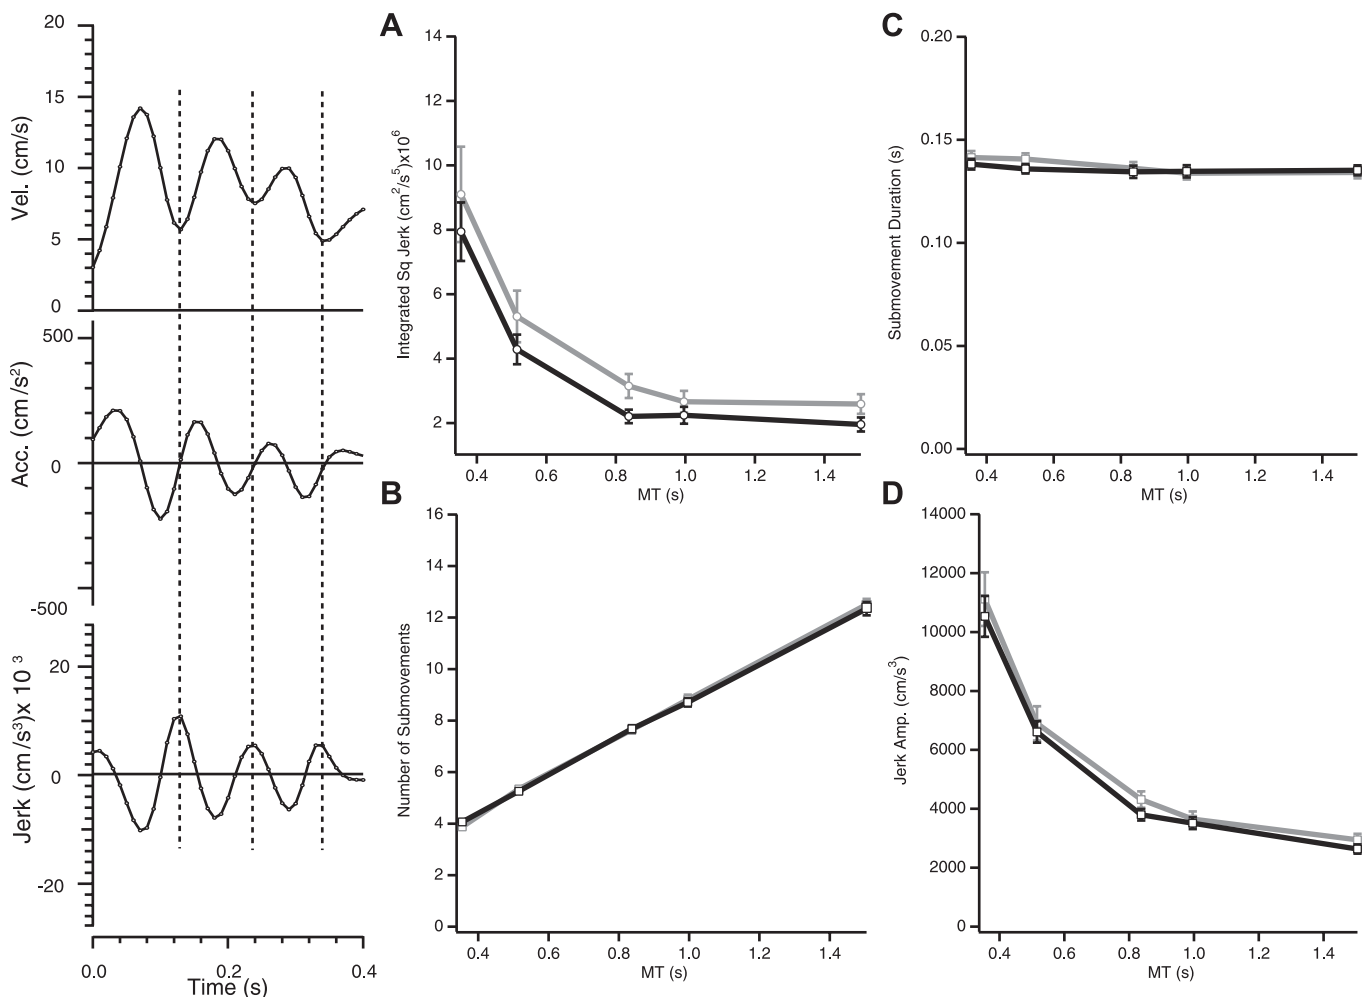 20
15
10
5
0
Vel. (cm/s)
500
0
-500
Acc. (cm/s²)
20
0
-20
Jerk (cm/s³)x 10 ³
0.0 0.2 0.4
Time (s)
A
14
12
10
8
6
4
2
Integrated Sq Jerk (cm²/s⁵)x10⁶
0.4 0.6 0.8 1.0 1.2 1.4
MT (s)
B
16
14
12
10
8
6
4
2
0
Number of Submovements
0.4 0.6 0.8 1.0 1.2 1.4
MT (s)
C
0.20
0.15
0.10
0.05
0.00
Submovement Duration (s)
0.4 0.6 0.8 1.0 1.2 1.4
MT (s)
D
14000
12000
10000
8000
6000
4000
2000
0
Jerk Amp. (cm/s³)
0.4 0.6 0.8 1.0 1.2 1.4
MT (s)